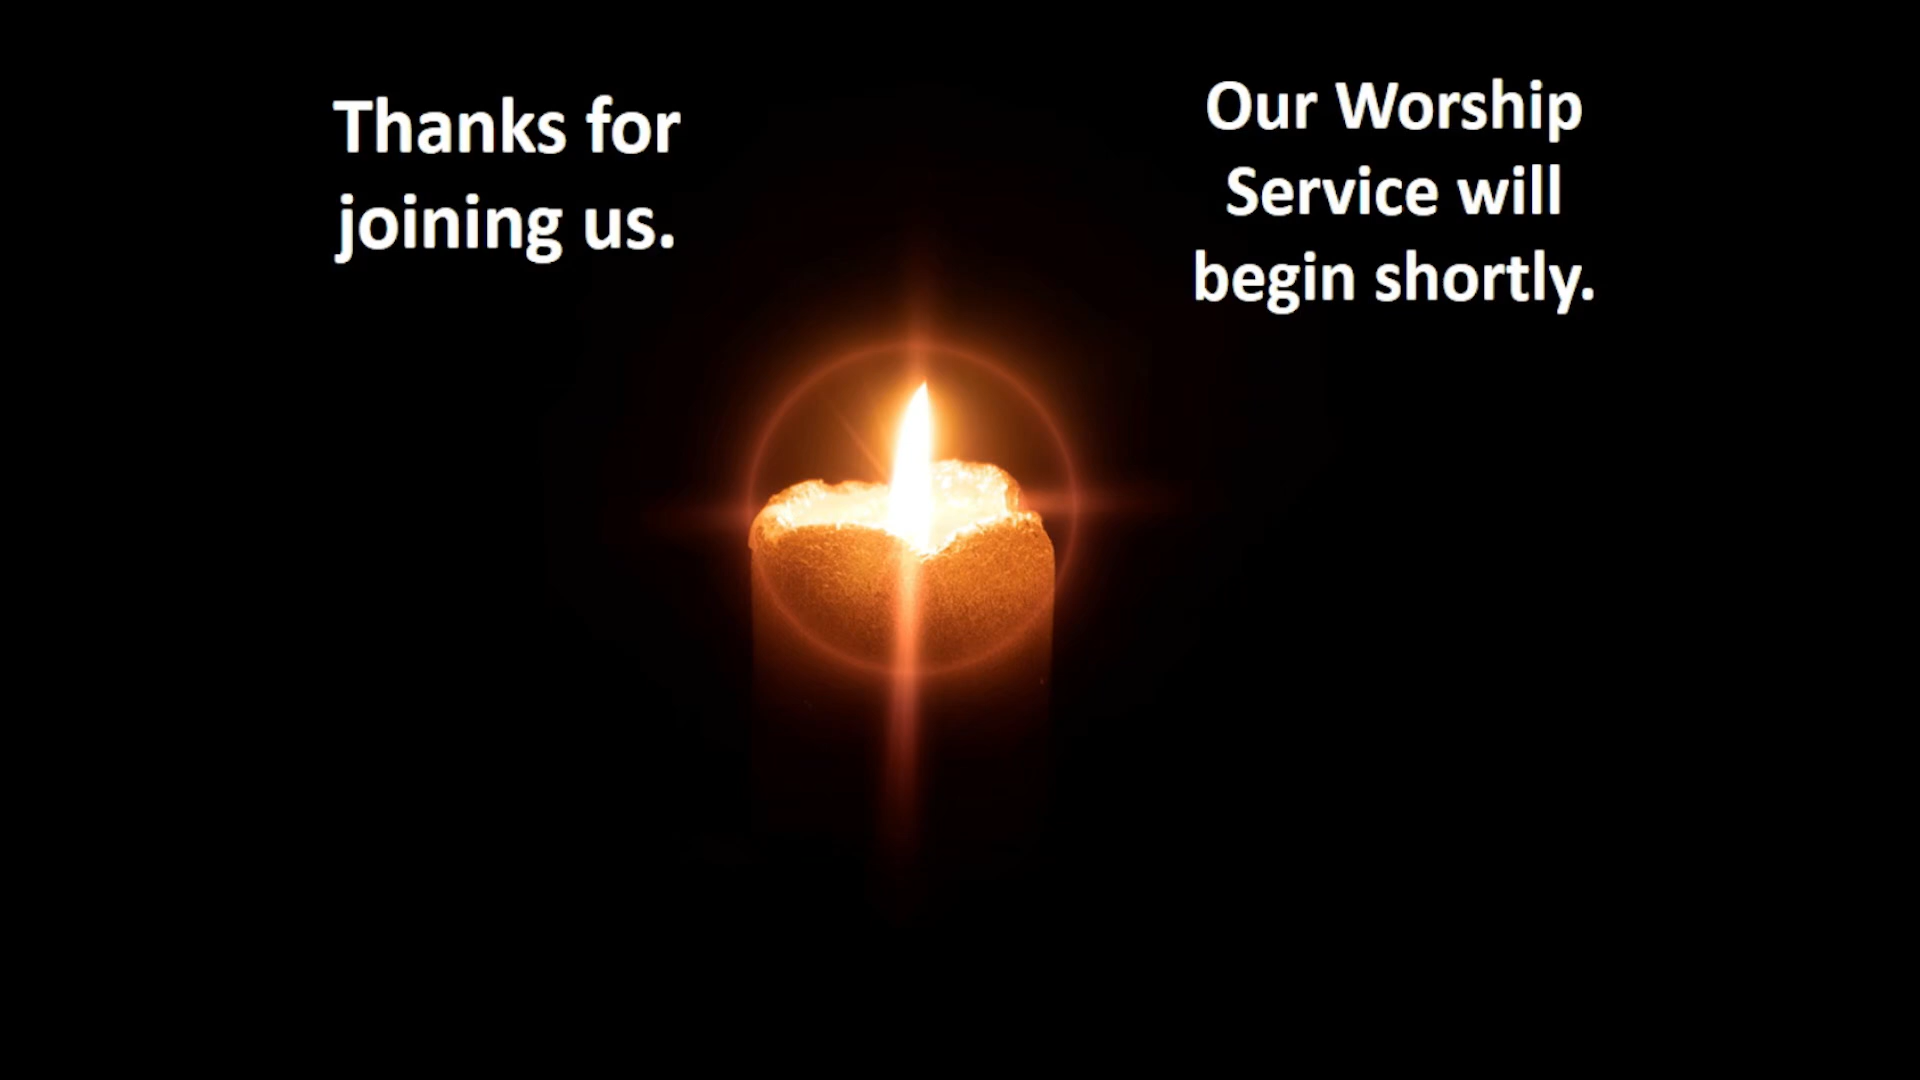 Thanks for
joining us.
Our Worship
Service will
begin shortly.